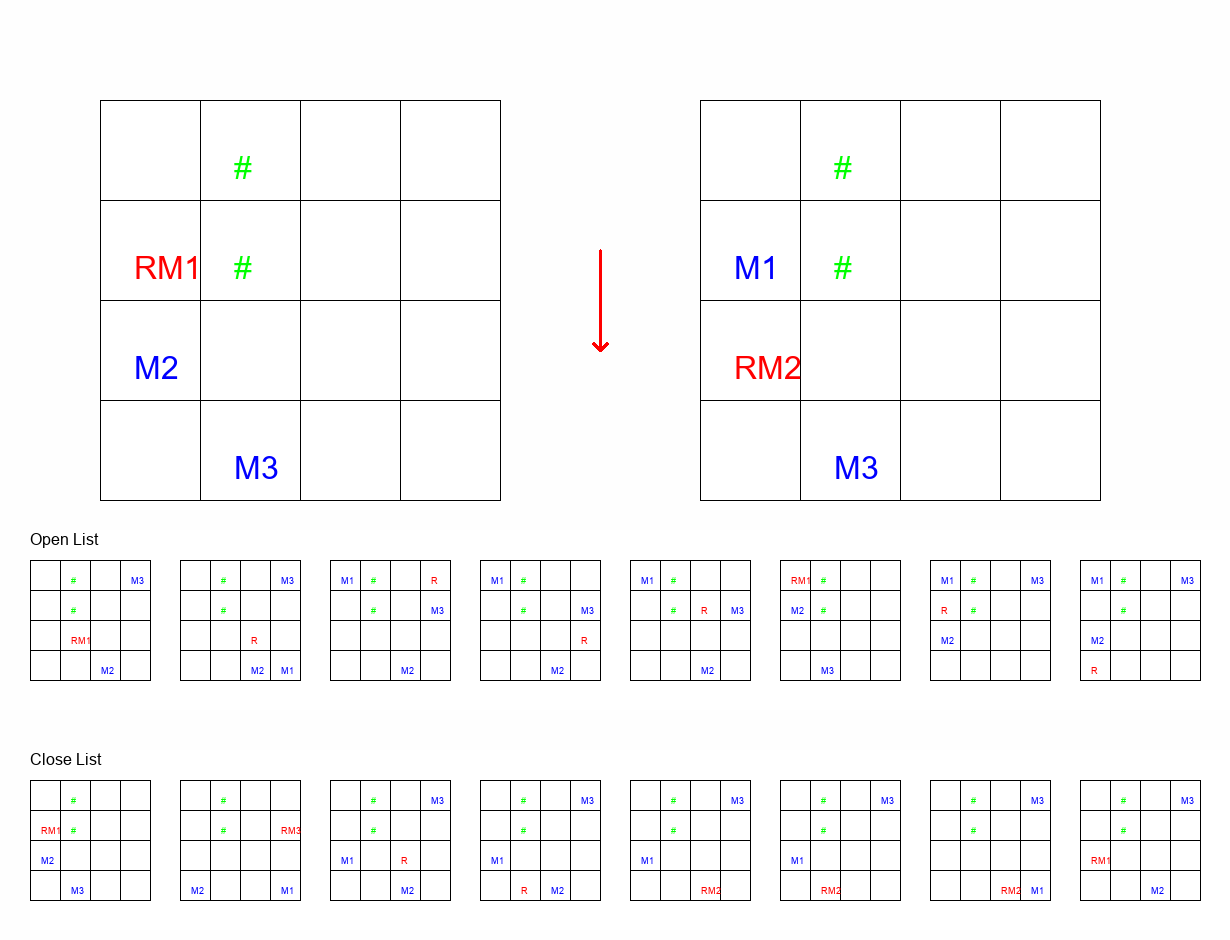 # #
RM1 # M1 #
M2 RM2
M3 M3
Open List
# M3 # M3 M1 # R M1 # M1 # RM1 # M1 # M3 M1 # M3
# # # M3 # M3 # R M3 M2 # R # #
RM1 R R M2 M2
M2 M2 M1 M2 M2 M2 M3 R
Close List
# # # M3 # M3 # M3 # M3 # M3 # M3
RM1 # # RM3 # # # # # #
M2 M1 R M1 M1 M1 RM1
M3 M2 M1 M2 R M2 RM2 RM2 RM2 M1 M2